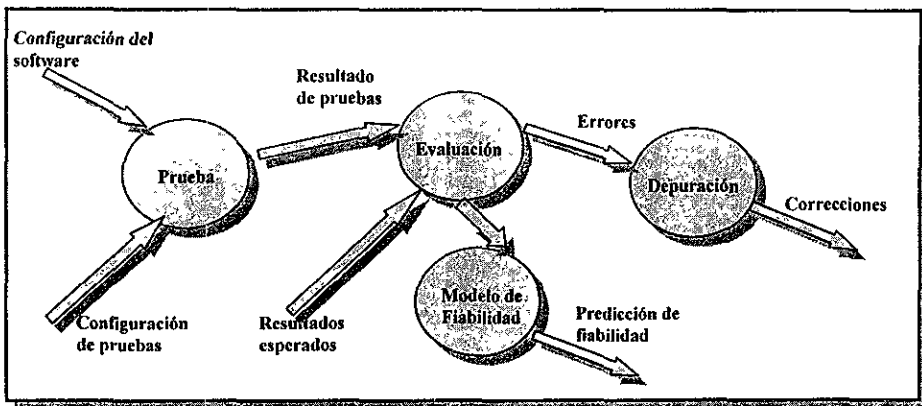 Configuración del
software
Resultado
de pruebas
Prueba
Evaluación
Errores
Depuración
Correcciones
Configuración
de pruebas
Resultados
esperados
Modelo de
Fiabilidad
Predicción de
fiabilidad